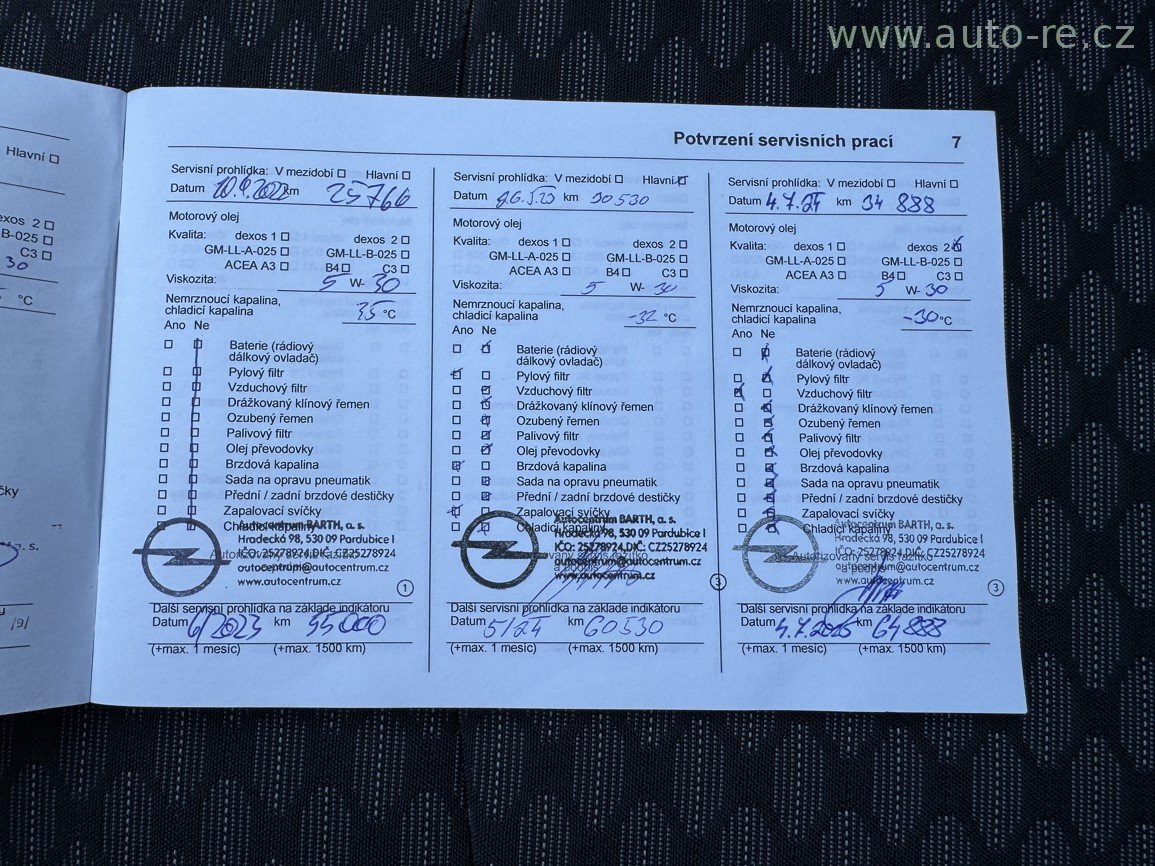 www.auto-re.cz
Hlavní
dexos 2
LL-B-025
C3
30
°C
Potvrzení servisních prací 7
Servisní prohlídka: V mezidobí Hlavní
Datum km 25766
Motorový olej
Kvalita: dexos 1 dexos 2
GM-LL-A-025 GM-LL-B-025
ACEA A3 B4 C3
Viskozita: 5 W- 30
Nemrznoucí kapalina,
chladicí kapalina 35 °C
Ano Ne
Baterie (rádiový
dálkový ovladač)
Pylový filtr
Vzduchový filtr
Drážkovaný klínový řemen
Ozubený řemen
Palivový filtr
Olej převodovky
Brzdová kapalina
Sada na opravu pneumatik
Přední / zadní brzdové destičky
Zapalovací svíčky
Chladicí kapaliny
Autocentrum BARTH, a. s.
Hradecká 98, 530 09 Pardubice I
IČO: 25278924,DIČ: CZ25278924
autocentrum@autocentrum.cz
www.autocentrum.cz
1
Další servisní prohlídka na základe indikátoru
Datum 6/2023 km 55000
(+max. 1 mesíc) (+max. 1500 km)
Servisní prohlídka: V mezidobí Hlavní
Datum km 30530
Motorový olej
Kvalita: dexos 1 dexos 2
GM-LL-A-025 GM-LL-B-025
ACEA A3 B4 C3
Viskozita: 5 W- 30
Nemrznoucí kapalina,
chladicí kapalina -32 °C
Ano Ne
Baterie (rádiový
dálkový ovladač)
Pylový filtr
Vzduchový filtr
Drážkovaný klínový řemen
Ozubený řemen
Palivový filtr
Olej převodovky
Brzdová kapalina
Sada na opravu pneumatik
Přední / zadní brzdové destičky
Zapalovací svíčky
Chladicí kapaliny
Autocentrum BARTH, a. s.
Hradecká 98, 530 09 Pardubice I
IČO: 25278924,DIČ: CZ25278924
autocentrum@autocentrum.cz
www.autocentrum.cz
3
Další servisní prohlídka na základe indikátoru
Datum 5/24 km 60530
(+max. 1 mesíc) (+max. 1500 km)
Servisní prohlídka: V mezidobí Hlavní
Datum 4.7.24 km 34 888
Motorový olej
Kvalita: dexos 1 dexos 2
GM-LL-A-025 GM-LL-B-025
ACEA A3 B4 C3
Viskozita: 5 W- 30
Nemrznoucí kapalina,
chladicí kapalina -30 °C
Ano Ne
Baterie (rádiový
dálkový ovladač)
Pylový filtr
Vzduchový filtr
Drážkovaný klínový řemen
Ozubený řemen
Palivový filtr
Olej převodovky
Brzdová kapalina
Sada na opravu pneumatik
Přední / zadní brzdové destičky
Zapalovací svíčky
Chladicí kapaliny
Autocentrum BARTH, a. s.
Hradecká 98, 530 09 Pardubice I
IČO: 25278924,DIČ: CZ25278924
autocentrum@autocentrum.cz
www.autocentrum.cz
3
Další servisní prohlídka na základe indikátoru
Datum 4.7.2025 km 64888
(+max. 1 mesíc) (+max. 1500 km)